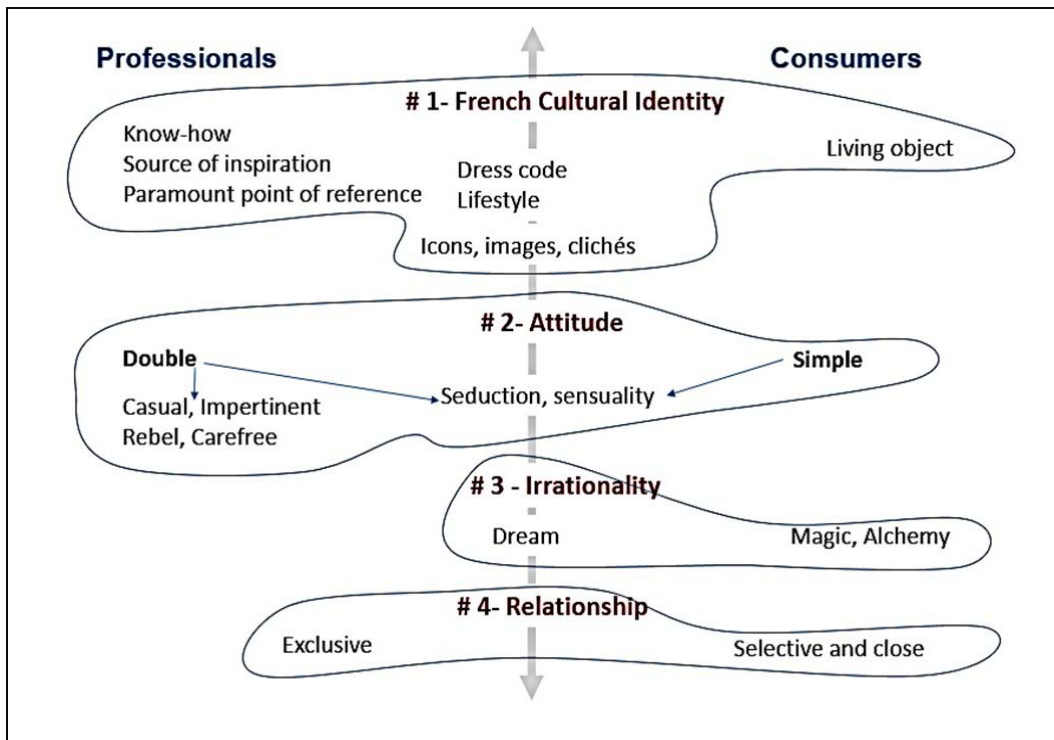 Professionals
Consumers
# 1- French Cultural Identity
Know-how
Source of inspiration
Paramount point of reference
Dress code
Lifestyle
Living object
Icons, images, clichés
# 2- Attitude
Double
Simple
Seduction, sensuality
Casual, Impertinent
Rebel, Carefree
# 3 - Irrationality
Dream
Magic, Alchemy
# 4- Relationship
Exclusive
Selective and close